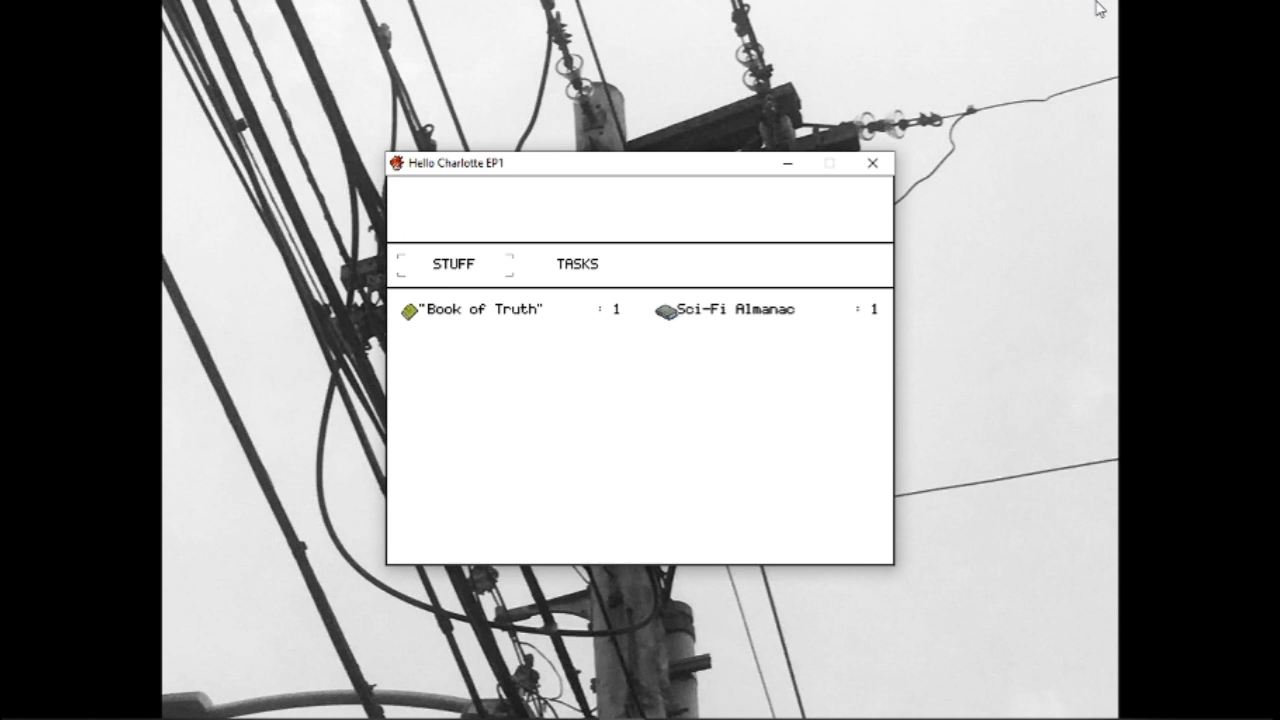 Hello Charlotte EP1
STUFF TASKS
"Book of Truth" : 1 Sci-Fi Almanac : 1